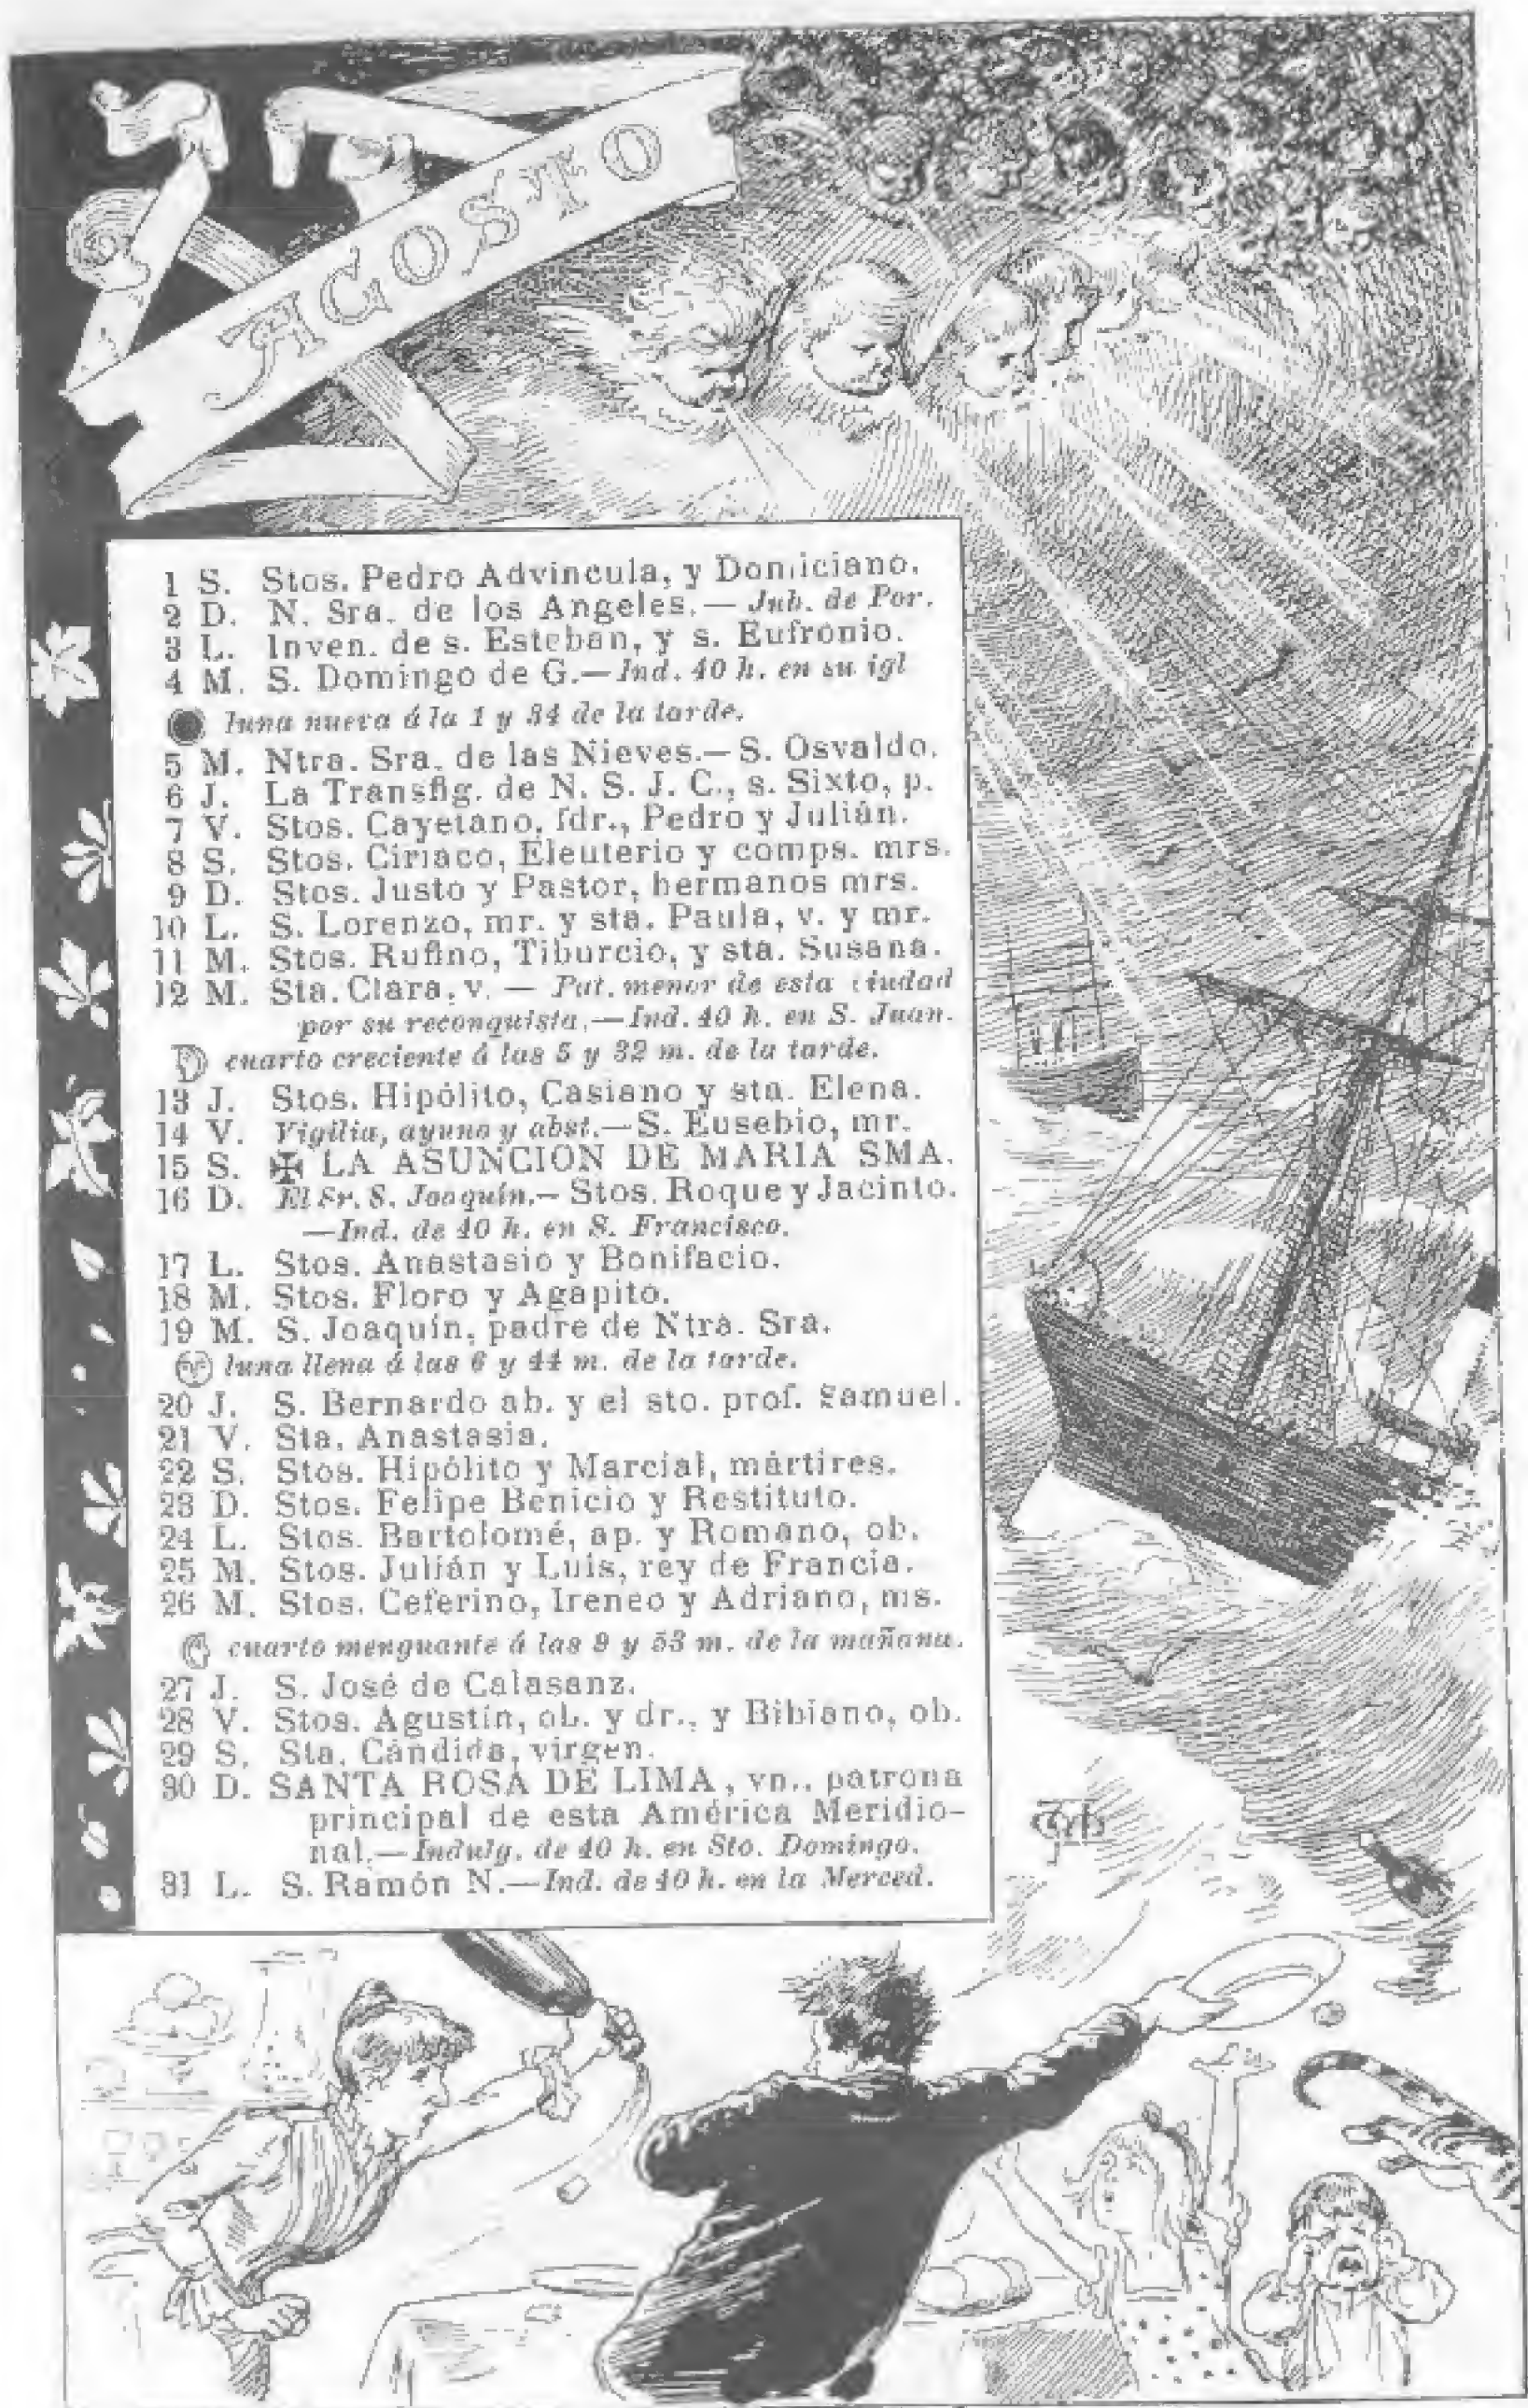 AGOSTO
1 S. Stos. Pedro Advincula, y Domiciano.
2 D. N. Sra. de los Angeles.— Jub. de Por.
3 L. Inven. de s. Esteban, y s. Eufronio.
4 M. S. Domingo de G.—Ind. 40 h. en su igl
luna nueva á la 1 y 34 de la tarde.
5 M. Ntra. Sra. de las Nieves.— S. Osvaldo.
6 J. La Transfig. de N. S. J. C., s. Sixto, p.
7 V. Stos. Cayetano, fdr., Pedro y Julián.
8 S. Stos. Ciriaco, Eleuterio y comps. mrs.
9 D. Stos. Justo y Pastor, hermanos mrs.
10 L. S. Lorenzo, mr. y sta. Paula, v. y mr.
11 M. Stos. Rufino, Tiburcio, y sta. Susana.
12 M. Sta. Clara, v. — Pat. menor de esta ciudad
por su reconquista.—Ind. 40 h. en S. Juan.
cuarto creciente á las 5 y 32 m. de la tarde.
13 J. Stos. Hipólito, Casiano y sta. Elena.
14 V. Vigilia, ayuno y abst.—S. Eusebio, mr.
15 S. ✠ LA ASUNCION DE MARIA SMA.
16 D. El Sr. S. Joaquín.— Stos. Roque y Jacinto.
—Ind. de 40 h. en S. Francisco.
17 L. Stos. Anastasio y Bonifacio.
18 M. Stos. Floro y Agapito.
19 M. S. Joaquín, padre de Ntra. Sra.
luna llena á las 6 y 44 m. de la tarde.
20 J. S. Bernardo ab. y el sto. prof. Samuel.
21 V. Sta. Anastasia.
22 S. Stos. Hipólito y Marcial, mártires.
23 D. Stos. Felipe Benicio y Restituto.
24 L. Stos. Bartolomé, ap. y Romano, ob.
25 M. Stos. Julián y Luis, rey de Francia.
26 M. Stos. Ceferino, Ireneo y Adriano, ms.
cuarto menguante á las 9 y 53 m. de la mañana.
27 J. S. José de Calasanz.
28 V. Stos. Agustín, ob. y dr., y Bibiano, ob.
29 S. Sta. Cándida, virgen.
30 D. SANTA ROSA DE LIMA, vn., patrona
principal de esta América Meridio-
nal.—Indulg. de 40 h. en Sto. Domingo.
31 L. S. Ramón N.—Ind. de 40 h. en la Merced.